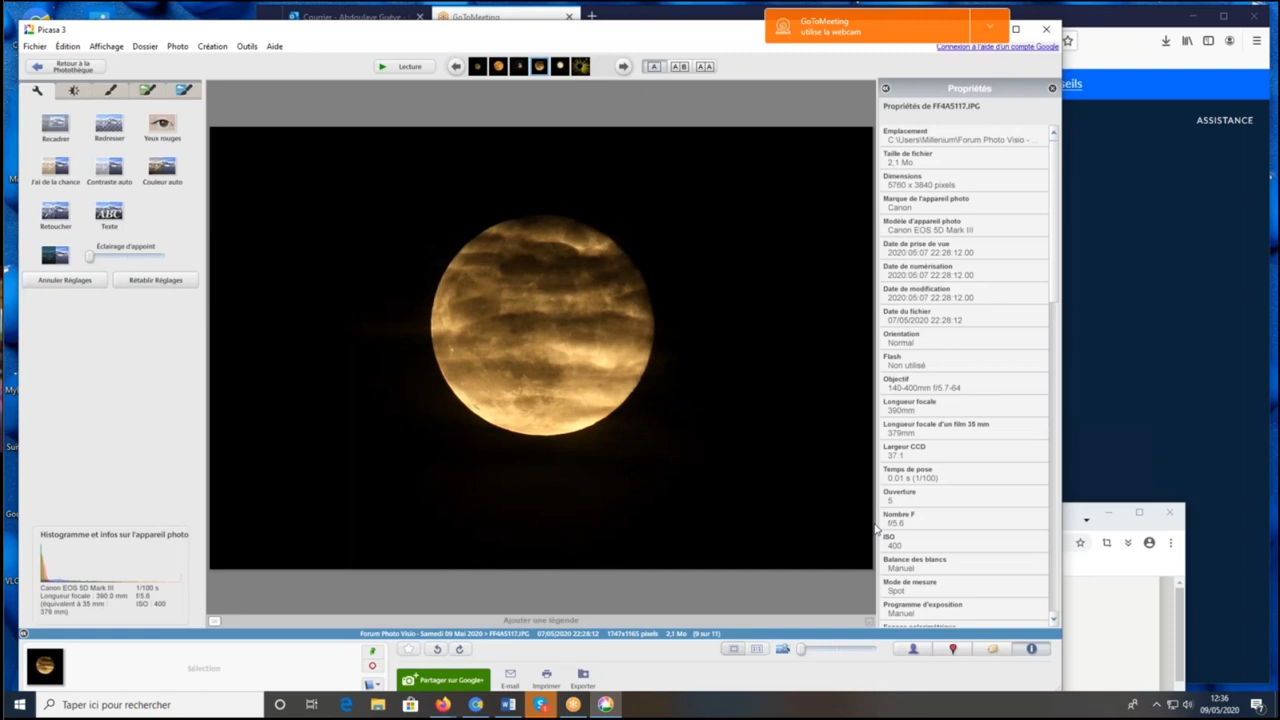 Courrier - Abdoulaye Guèye
GoToMeeting
Picasa 3
GoToMeeting
utilise la webcam
Fichier Édition Affichage Dossier Photo Création Outils Aide
Connexion à l'aide d'un compte Google
Retour à la
Photothèque
Lecture
A A B A A
Propriétés
seils
ASSISTANCE
Propriétés de FF4A5117.JPG
Recadrer Redresser Yeux rouges
J'ai de la chance Contraste auto Couleur auto
ABC
Retoucher Texte
Éclairage d'appoint
Annuler Réglages Rétablir Réglages
Emplacement
C:\Users\Millenium\Forum Photo Visio - ...
Taille de fichier
2,1 Mo
Dimensions
5760 x 3840 pixels
Marque de l'appareil photo
Canon
Modèle d'appareil photo
Canon EOS 5D Mark III
Date de prise de vue
2020:05:07 22:28:12.00
Date de numérisation
2020:05:07 22:28:12.00
Date de modification
2020:05:07 22:28:12.00
Date du fichier
07/05/2020 22:28:12
Orientation
Normal
Flash
Non utilisé
Objectif
140-400mm f/5.7-64
Longueur focale
390mm
Longueur focale d'un film 35 mm
379mm
Largeur CCD
37.1
Temps de pose
0.01 s (1/100)
Ouverture
5
Nombre F
f/5.6
ISO
400
Balance des blancs
Manuel
Mode de mesure
Spot
Programme d'exposition
Manuel
Histogramme et infos sur l'appareil photo
Canon EOS 5D Mark III 1/100 s
Longueur focale : 390.0 mm f/5.6
(équivalent à 35 mm : ISO : 400
379 mm)
Ajouter une légende
Forum Photo Visio - Samedi 09 Mai 2020 > FF4A5117.JPG 07/05/2020 22:28:12 1747x1165 pixels 2,1 Mo (9 sur 11)
Sélection
Partager sur Google+
E-mail Imprimer Exporter
Taper ici pour rechercher
12:36
09/05/2020